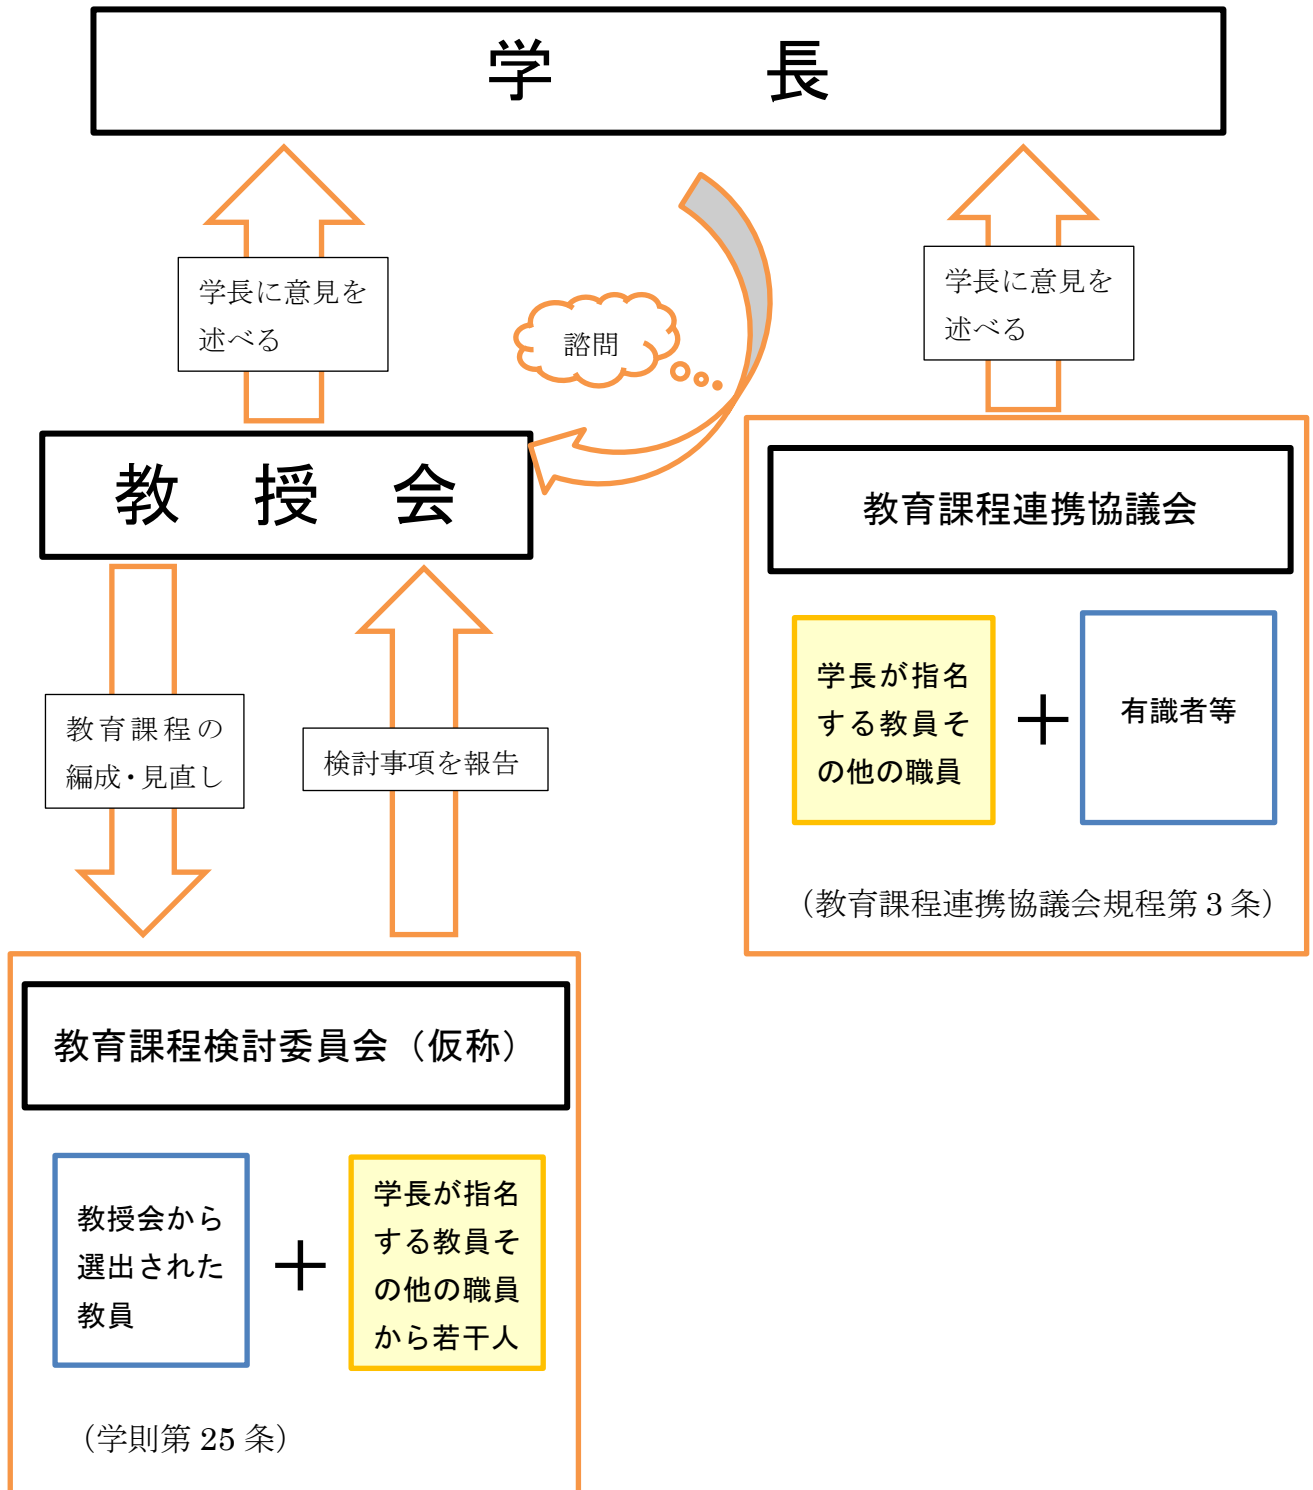 学長
学長に意見を
述べる
諮問
学長に意見を
述べる
教授会
教育課程連携協議会
学長が指名
する教員そ
の他の職員
＋
有識者等
（教育課程連携協議会規程第3条）
教育課程の
編成・見直し
検討事項を報告
教育課程検討委員会（仮称）
教授会から
選出された
教員
＋
学長が指名
する教員そ
の他の職員
から若干人
（学則第25条）